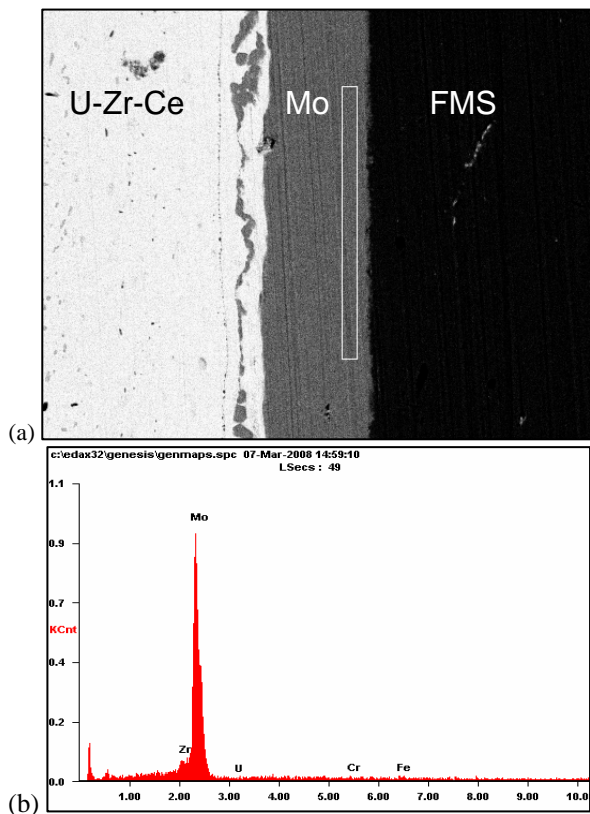 U-Zr-Ce Mo FMS
(a)
c:\edax32\genesis\genmaps.spc 07-Mar-2008 14:59:10
LSecs : 49
1.1
Mo
0.9
0.7
KCnt
0.4
0.2
Zr
U Cr Fe
0.0
1.00 2.00 3.00 4.00 5.00 6.00 7.00 8.00 9.00 10.0
(b)